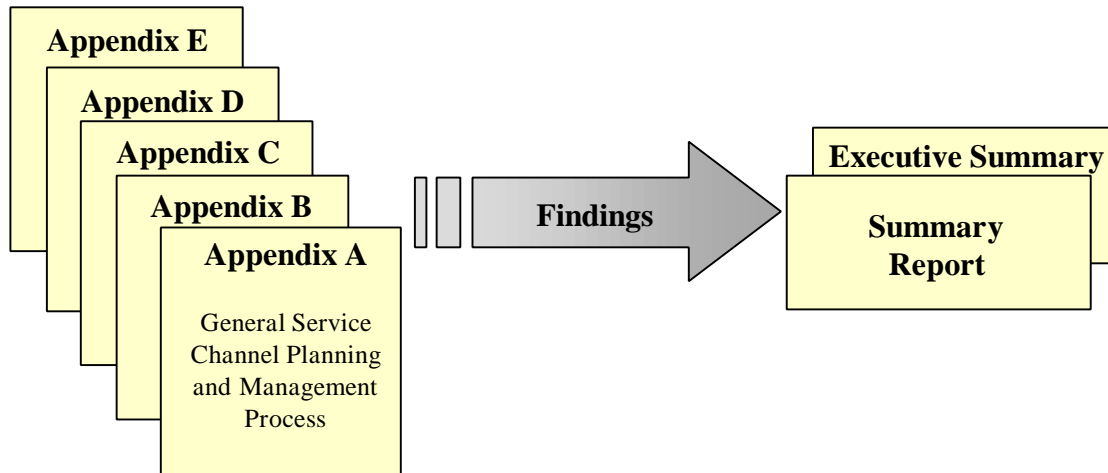 Appendix E
Appendix D
Appendix C
Appendix B
Appendix A
General Service
Channel Planning
and Management
Process
Findings
Executive Summary
Summary
Report